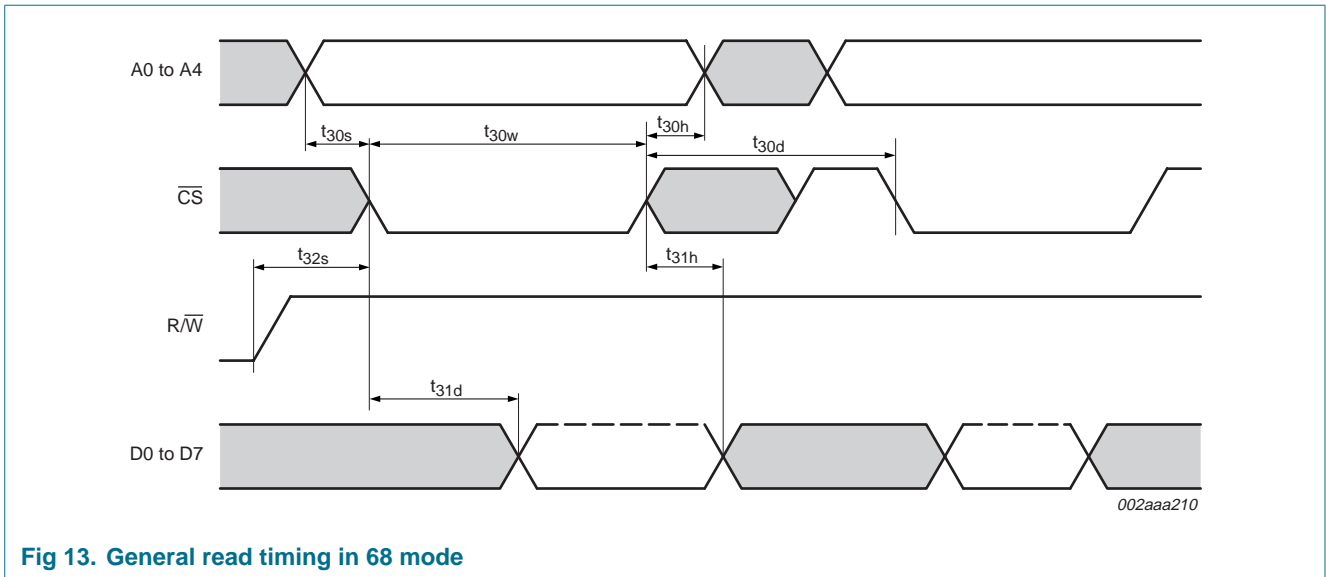 A0 to A4
t30s
t30w
t30h
t30d
CS
t32s
t31h
R/W
t31d
D0 to D7
002aaa210
Fig 13. General read timing in 68 mode